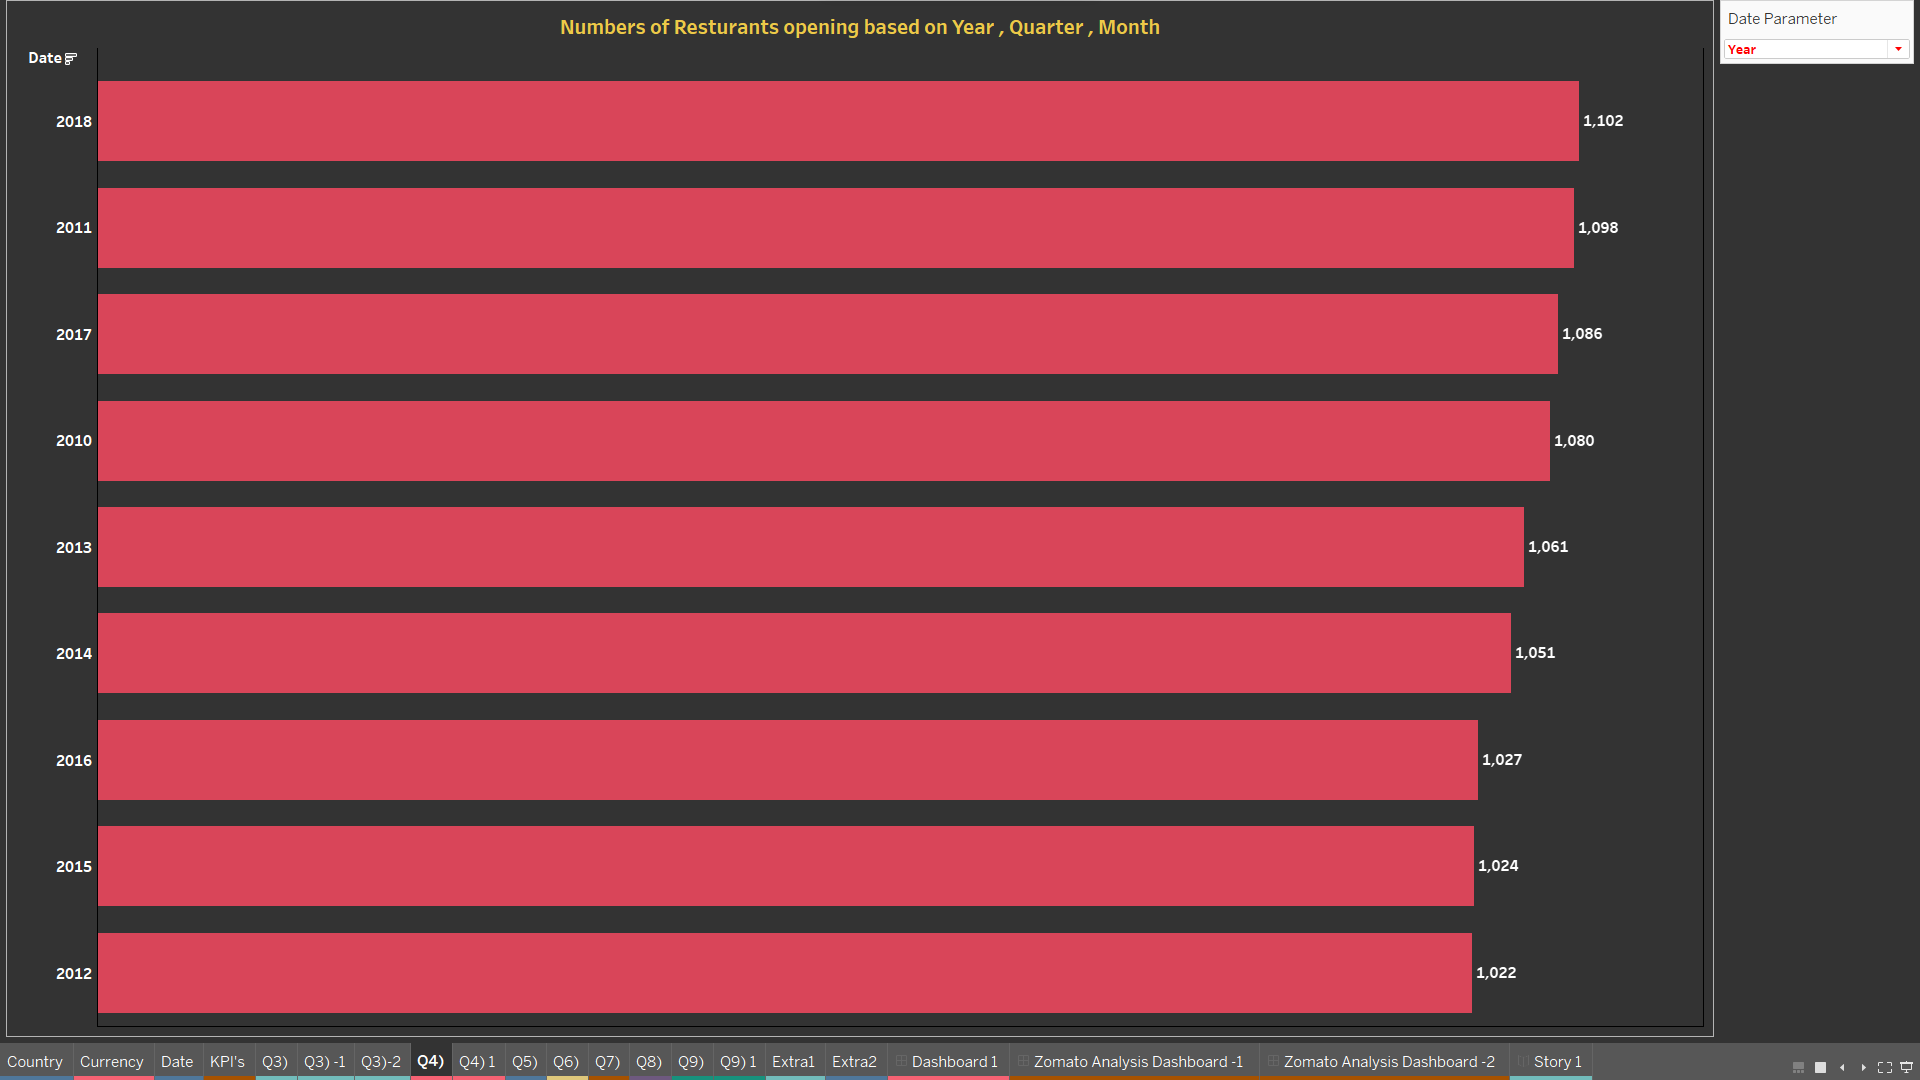 Numbers of Resturants opening based on Year , Quarter , Month
Date Parameter
Year
Date
2018 1,102
2011 1,098
2017 1,086
2010 1,080
2013 1,061
2014 1,051
2016 1,027
2015 1,024
2012 1,022
Country Currency Date KPI's Q3) Q3) -1 Q3)-2 Q4) Q4) 1 Q5) Q6) Q7) Q8) Q9) Q9) 1 Extra1 Extra2 Dashboard 1 Zomato Analysis Dashboard -1 Zomato Analysis Dashboard -2 Story 1